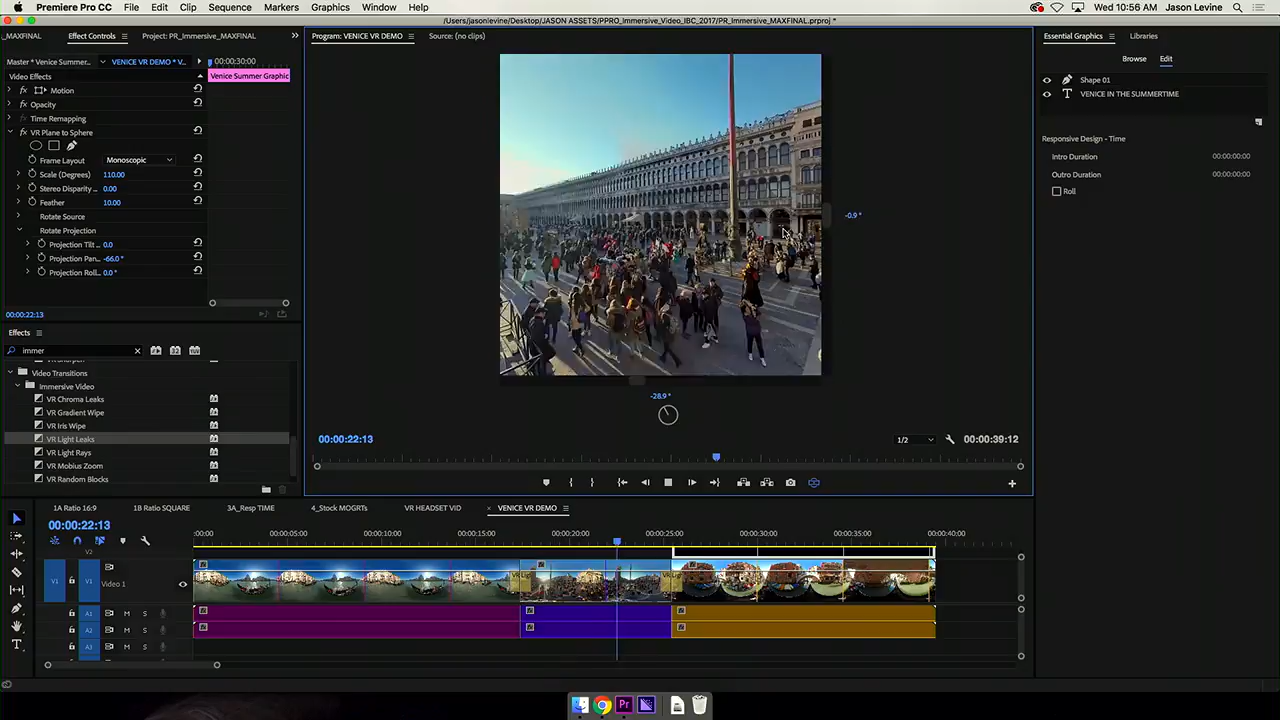 Premiere Pro CC File Edit Clip Sequence Markers Graphics Window Help Wed 10:56 AM Jason Levine
/Users/jasonlevine/Desktop/JASON ASSETS/PPRO_Immersive_Video_IBC_2017/PR_Immersive_MAXFINAL.prproj *
_MAXFINAL Effect Controls Project: PR_Immersive_MAXFINAL Program: VENICE VR DEMO Source: (no clips) Essential Graphics Libraries
Master * Venice Summer... VENICE VR DEMO * V... 00:00:30:00 Browse Edit
Video Effects Venice Summer Graphic
fx Motion
fx Opacity
Time Remapping
fx VR Plane to Sphere
Frame Layout Monoscopic
Scale (Degrees) 110.00
Stereo Disparity ... 0.00
Feather 10.00
Rotate Source
Rotate Projection
Projection Tilt ... 0.0
Projection Pan... -66.0°
Projection Roll... 0.0°
00:00:22:13
Shape 01
VENICE IN THE SUMMERTIME
Responsive Design - Time
Intro Duration 00:00:00:00
Outro Duration 00:00:00:00
Roll
-0.9°
-28.9°
00:00:22:13 1/2 00:00:39:12
Effects
immer
Video Transitions
Immersive Video
VR Chroma Leaks
VR Gradient Wipe
VR Iris Wipe
VR Light Leaks
VR Light Rays
VR Mobius Zoom
VR Random Blocks
1A Ratio 16:9 1B Ratio SQUARE 3A_Resp TIME 4_Stock MOGRTs VR HEADSET VID VENICE VR DEMO
00:00:22:13
:00:00 00:00:05:00 00:00:10:00 00:00:15:00 00:00:20:00 00:00:25:00 00:00:30:00 00:00:35:00 00:00:40:00
V2
V1 V1 Video 1
A1 A1 M S
A2 A2 M S
A3 M S
Pr